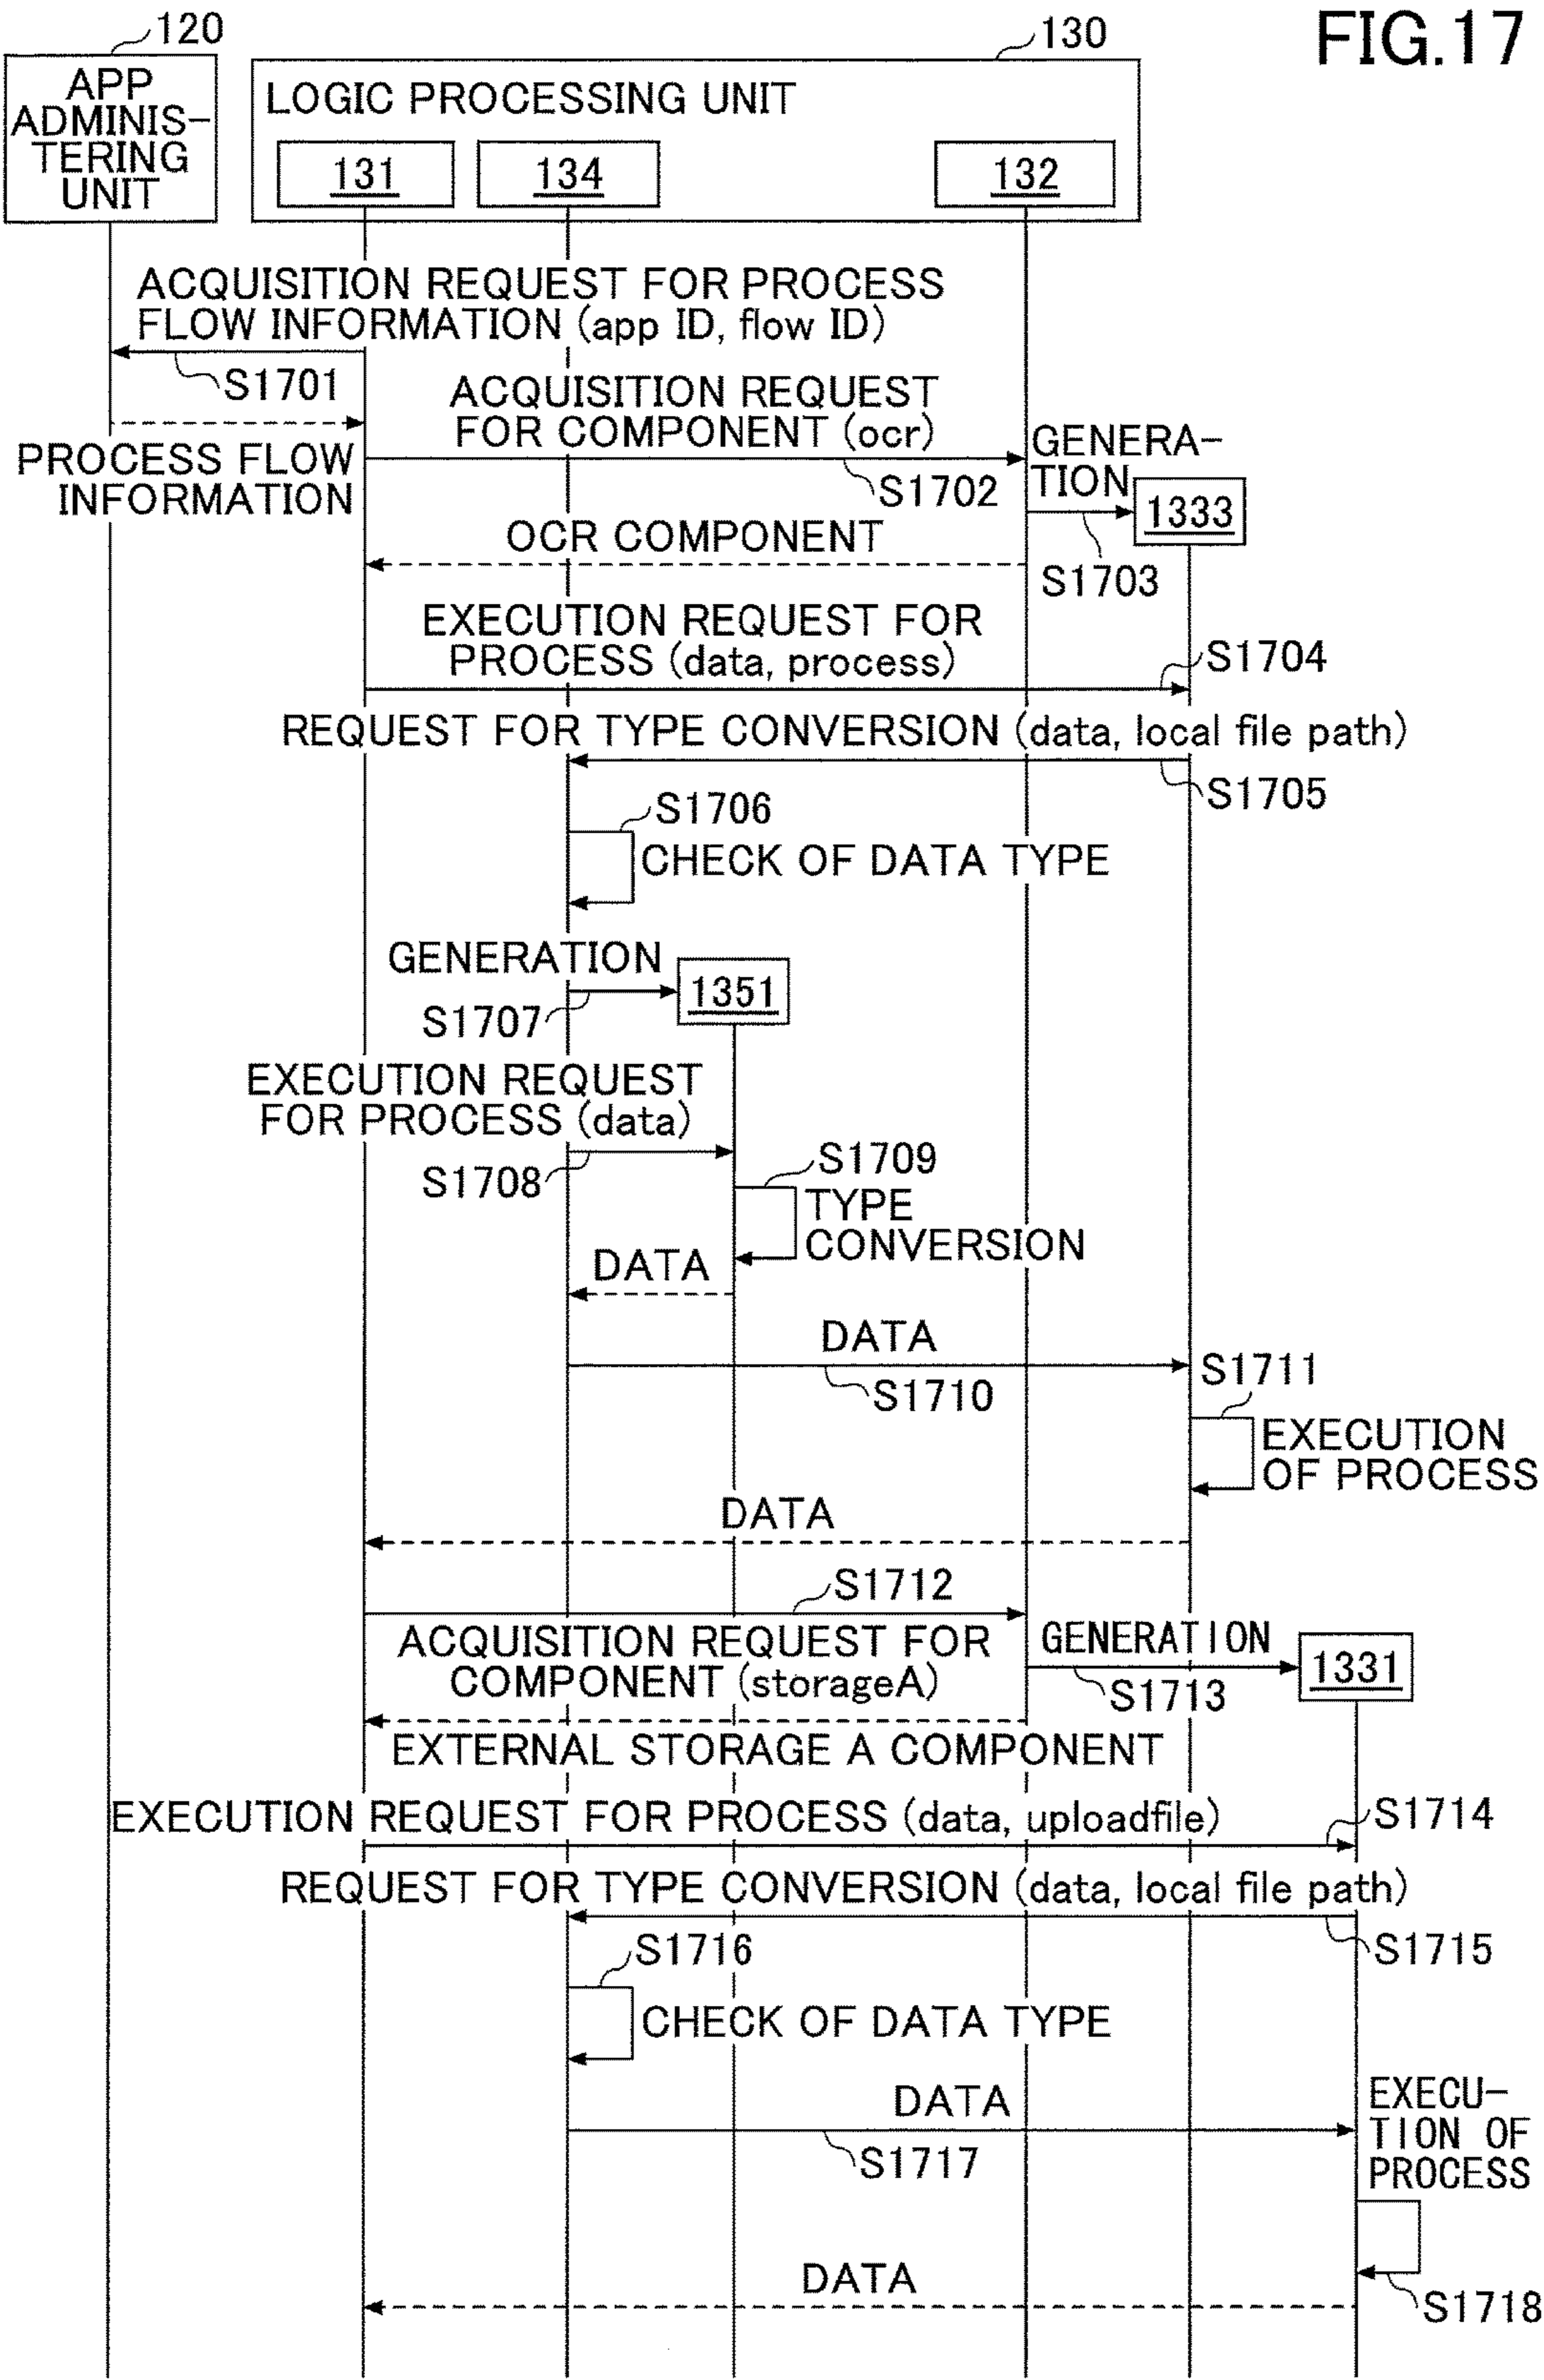 FIG.17
120
130
APP
ADMINIS-
TERING
UNIT
LOGIC PROCESSING UNIT
131
134
132
ACQUISITION REQUEST FOR PROCESS
FLOW INFORMATION (app ID, flow ID)
S1701
ACQUISITION REQUEST
FOR COMPONENT (ocr)
PROCESS FLOW
INFORMATION
S1702
GENERA-
TION
1333
OCR COMPONENT
S1703
EXECUTION REQUEST FOR
PROCESS (data, process)
S1704
REQUEST FOR TYPE CONVERSION (data, local file path)
S1705
S1706
CHECK OF DATA TYPE
GENERATION
1351
S1707
EXECUTION REQUEST
FOR PROCESS (data)
S1708
S1709
TYPE
CONVERSION
DATA
DATA
S1710
S1711
EXECUTION
OF PROCESS
DATA
S1712
ACQUISITION REQUEST FOR
COMPONENT (storageA)
GENERATION
1331
S1713
EXTERNAL STORAGE A COMPONENT
EXECUTION REQUEST FOR PROCESS (data, uploadfile)
S1714
REQUEST FOR TYPE CONVERSION (data, local file path)
S1715
S1716
CHECK OF DATA TYPE
DATA
S1717
EXECU-
TION OF
PROCESS
DATA
S1718